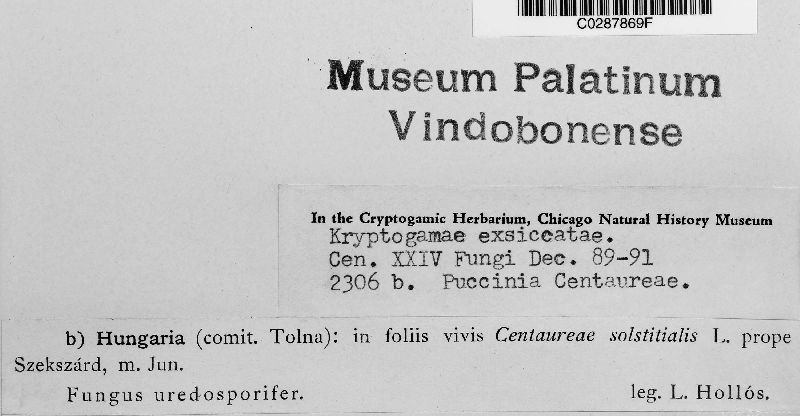 C0287869F
Museum Palatinum
Vindobonense
In the Cryptogamic Herbarium, Chicago Natural History Museum
Kryptogamae exsiccatae.
Cen. XXIV Fungi Dec. 89-91
2306 b. Puccinia Centaureae.
b) Hungaria (comit. Tolna): in foliis vivis Centaureae solstitialis L. prope
Szekszárd, m. Jun.
Fungus uredosporifer. leg. L. Hollós.